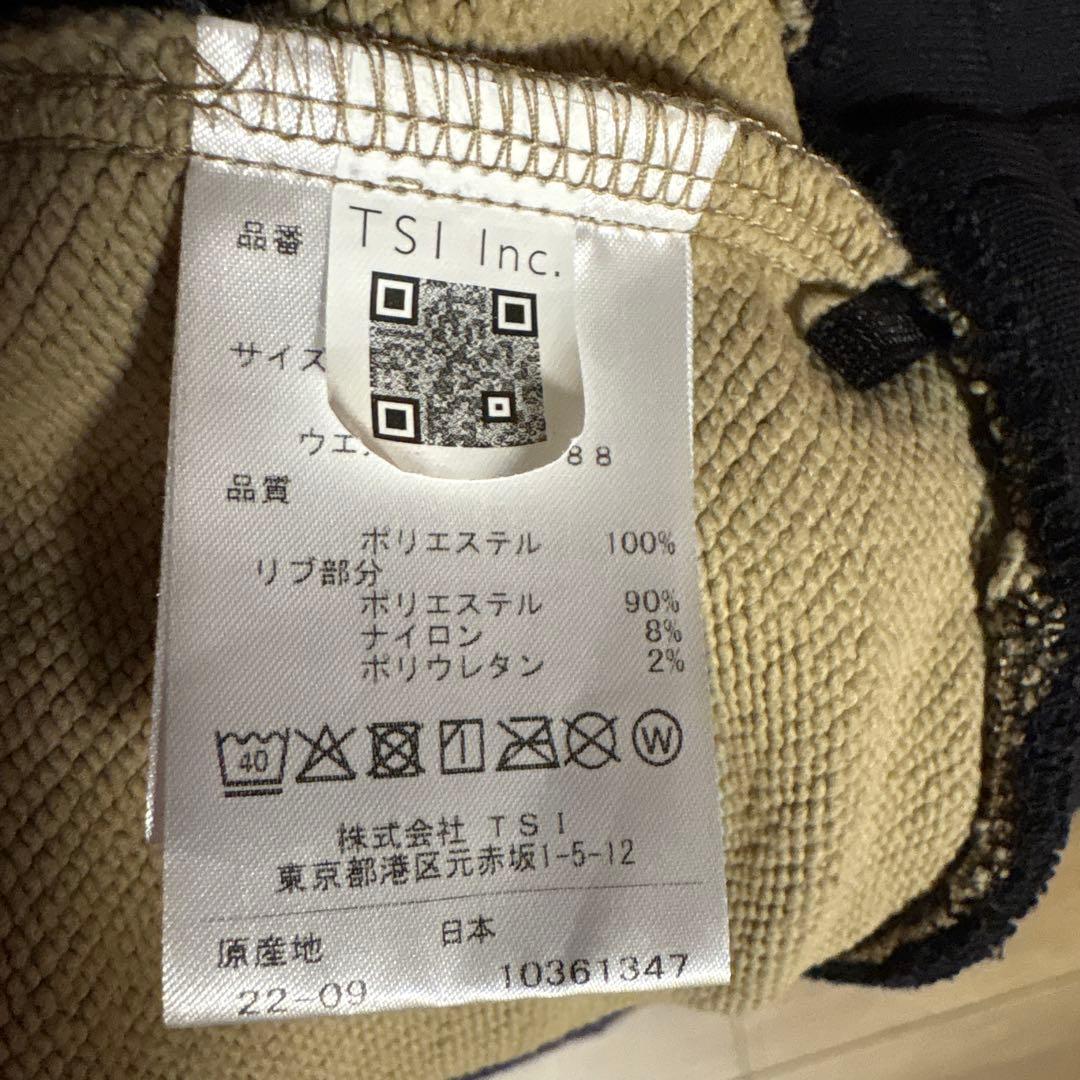 TSI Inc.
品番
サイズ
88
品質
ポリエステル 100%
リブ部分
ポリエステル 90%
ナイロン 8%
ポリウレタン 2%
40
W
株式会社 TSI
東京都港区元赤坂1-5-12
原産地 日本
22-09 10361347